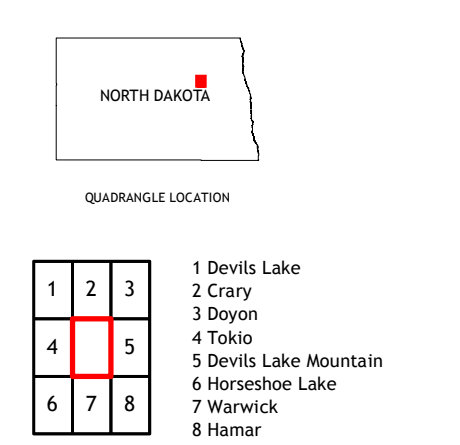 NORTH DAKOTA
QUADRANGLE LOCATION
1 2 3
4 5
6 7 8
1 Devils Lake
2 Crary
3 Doyon
4 Tokio
5 Devils Lake Mountain
6 Horseshoe Lake
7 Warwick
8 Hamar